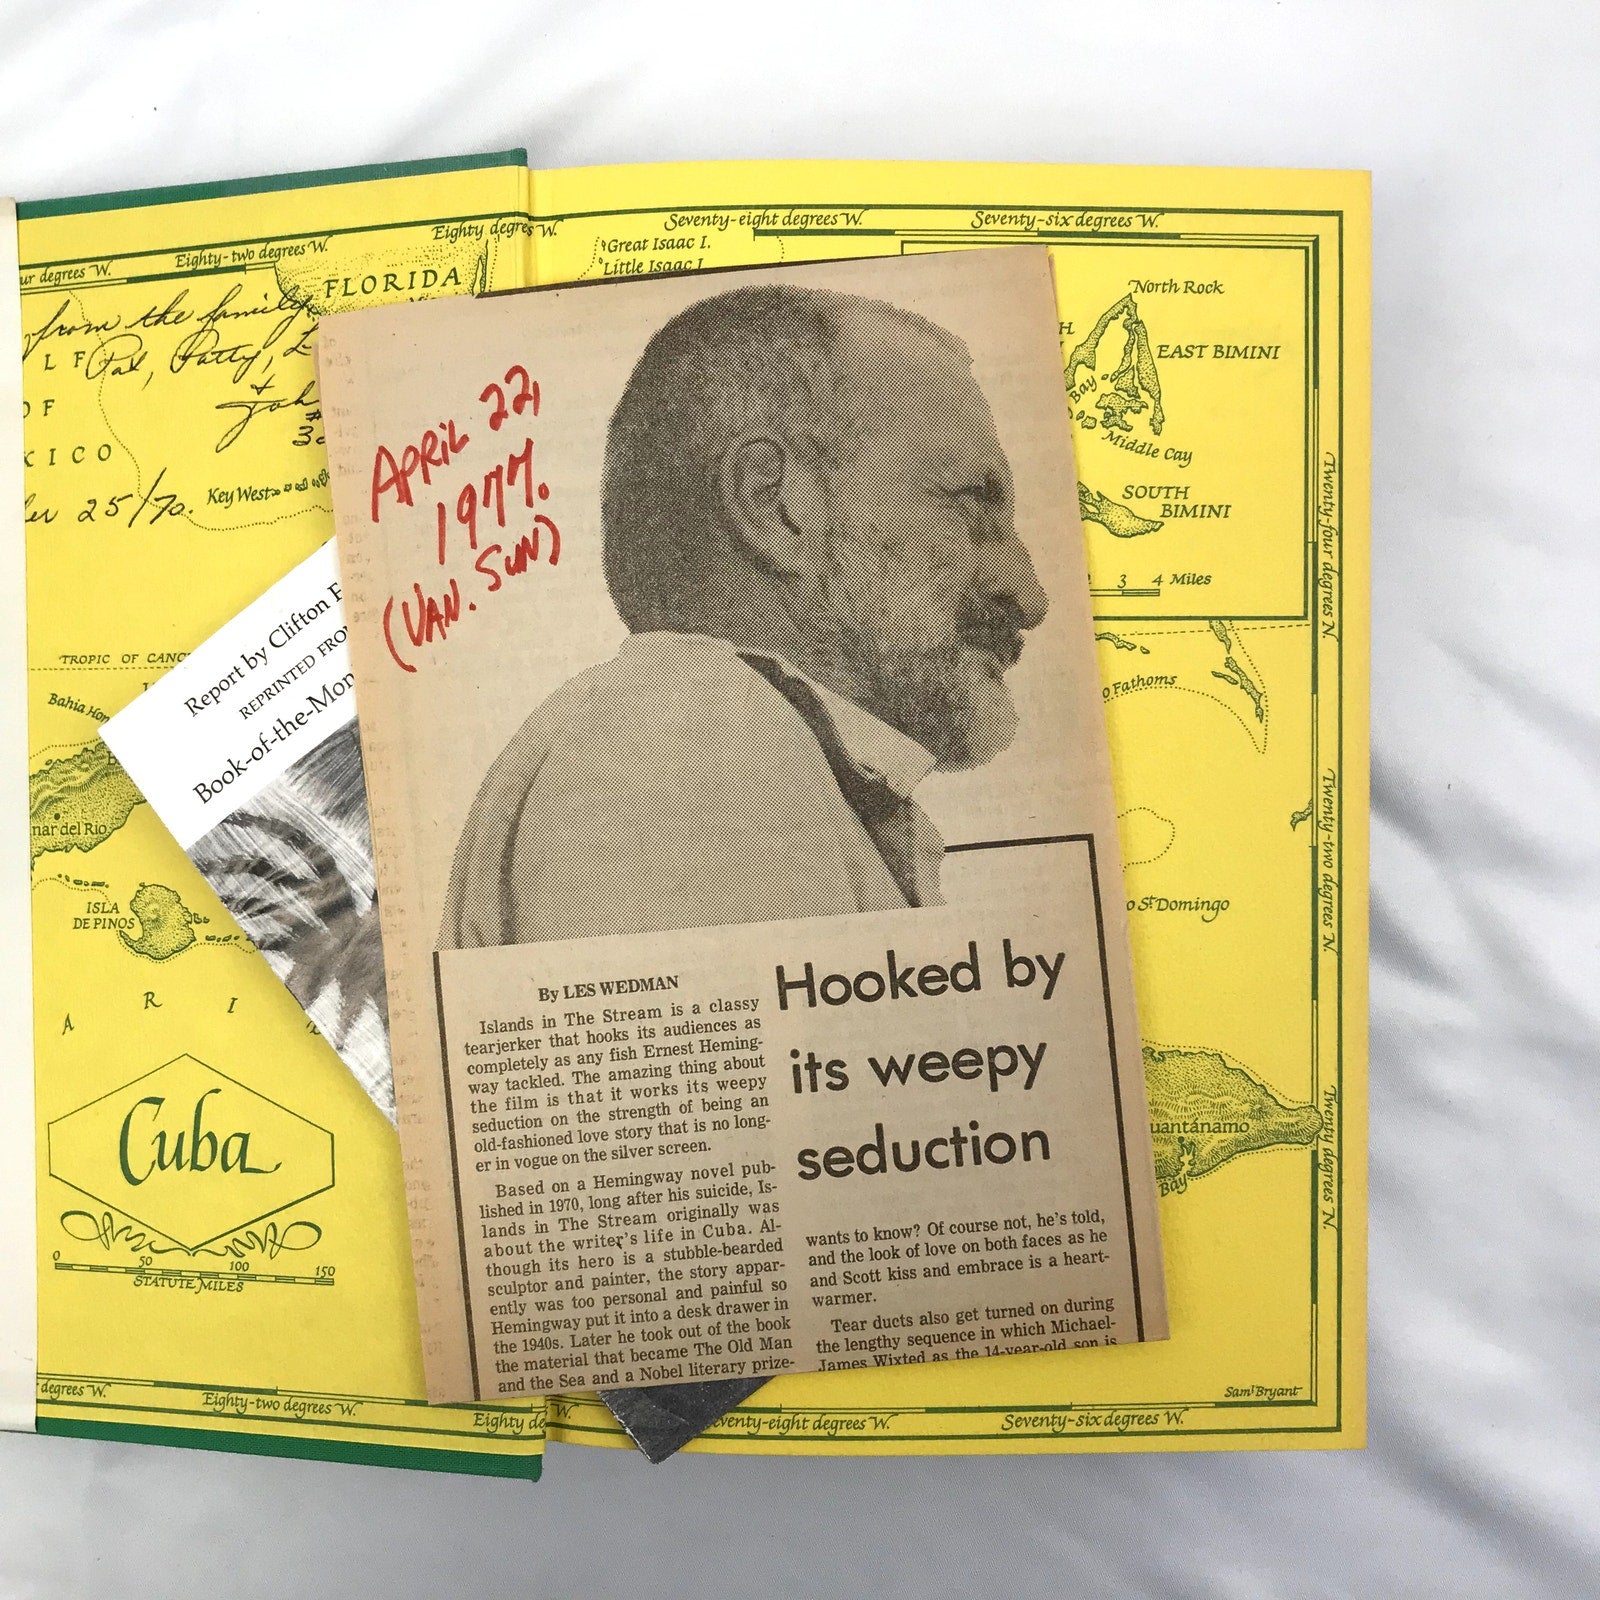 Eighty degrees W.
Seventy-eight degrees W.
Seventy-six degrees W.
Eighty-two degrees W.
degrees W.
Great Isaac I.
Little Isaac I.
FLORIDA
from the family,
Pal, Patty,
L F
OF
XICO
Key West
25/70.
North Rock
EAST BIMINI
Bay
Middle Cay
SOUTH
BIMINI
3 4 Miles
Twenty-four degrees N.
TROPIC OF CANC
Bahia Hon
nar del Rio
ISLA
DE PINOS
A R I
Cuba
0 50 100 150
STATUTE MILES
Report by Clifton F
REPRINTED FROM
Book-of-the-Mon
APRIL 22,
1977.
(VAN. SUN)
Hooked by
its weepy
seduction
By LES WEDMAN
Islands in The Stream is a classy
tearjerker that hooks its audiences as
completely as any fish Ernest Heming-
way tackled. The amazing thing about
the film is that it works its weepy
seduction on the strength of being an
old-fashioned love story that is no long-
er in vogue on the silver screen.
Based on a Hemingway novel pub-
lished in 1970, long after his suicide, Is-
lands in The Stream originally was
about the writer's life in Cuba. Al-
though its hero is a stubble-bearded
sculptor and painter, the story appar-
ently was too personal and painful so
Hemingway put it into a desk drawer in
the 1940s. Later he took out of the book
the material that became The Old Man
and the Sea and a Nobel literary prize-
wants to know? Of course not, he's told,
and the look of love on both faces as he
and Scott kiss and embrace is a heart-
warmer.
Tear ducts also get turned on during
the lengthy sequence in which Michael-
James Wixted as the 14-year-old son is
o Fathoms
Twenty-two degrees N.
o St Domingo
uantánamo
Bay
Twenty degrees N.
Saml Bryant
degrees W.
Eighty-two degrees W.
Eighty de W.
eventy-eight degrees W.
Seventy-six degrees W.